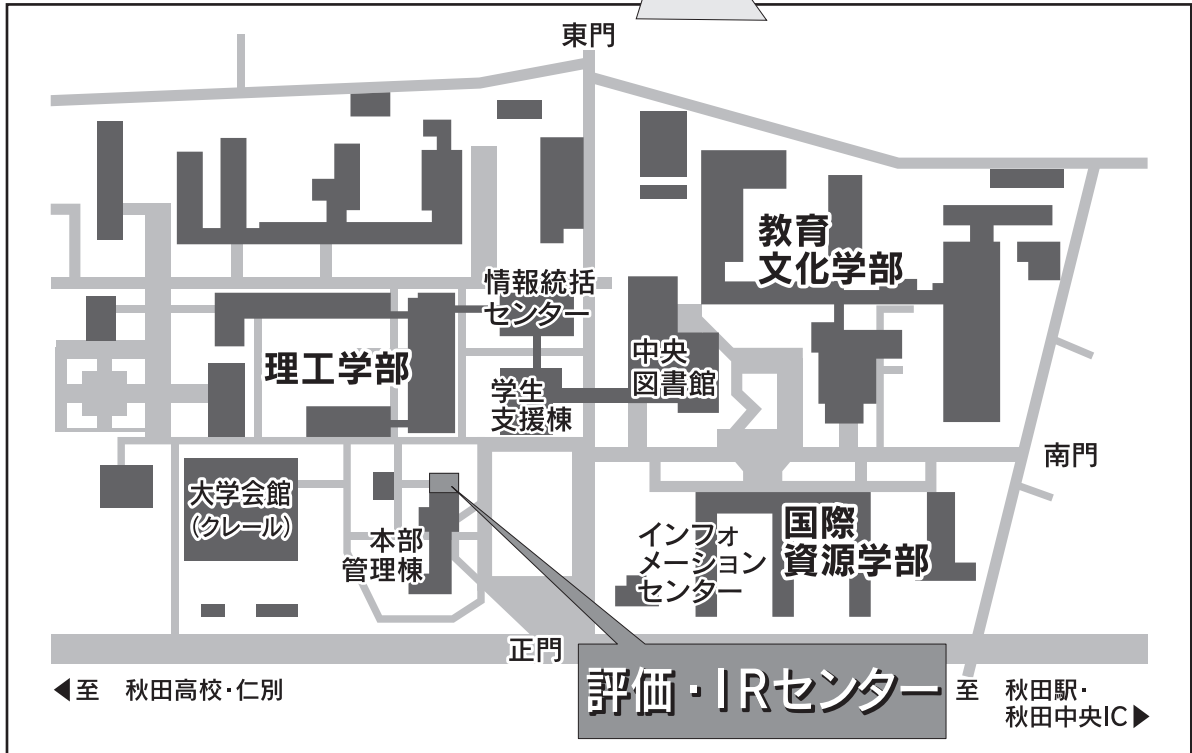 東門
教育
文化学部
情報統括
センター
中央
図書館
理工学部
学生
支援棟
南門
大学会館
(クレール)
本部
管理棟
インフォ
メーション
センター
国際
資源学部
正門
評価・IRセンター
◀至 秋田高校・仁別
至 秋田駅・
秋田中央IC▶